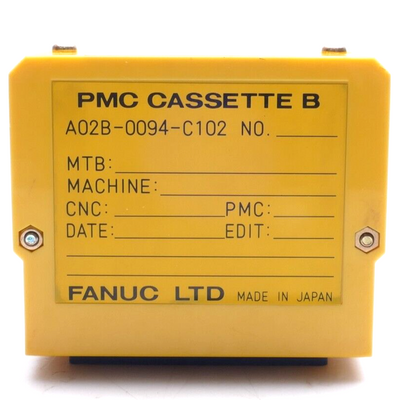 PMC CASSETTE B
A02B-0094-C102 NO.
MTB:
MACHINE:
CNC: PMC:
DATE: EDIT:
FANUC LTD MADE IN JAPAN